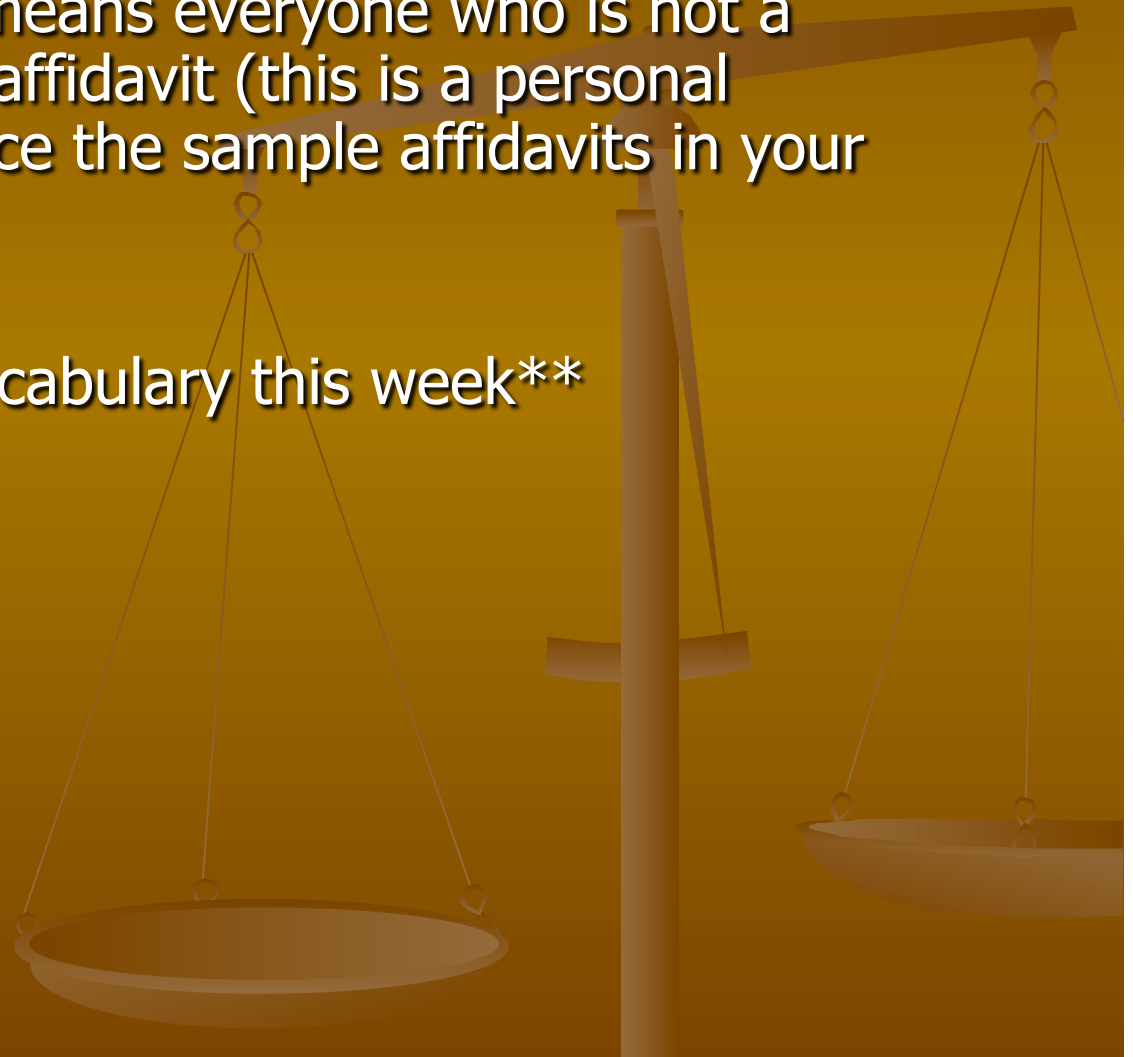 means everyone who is not a
affidavit (this is a personal
ce the sample affidavits in your
cabulary this week**